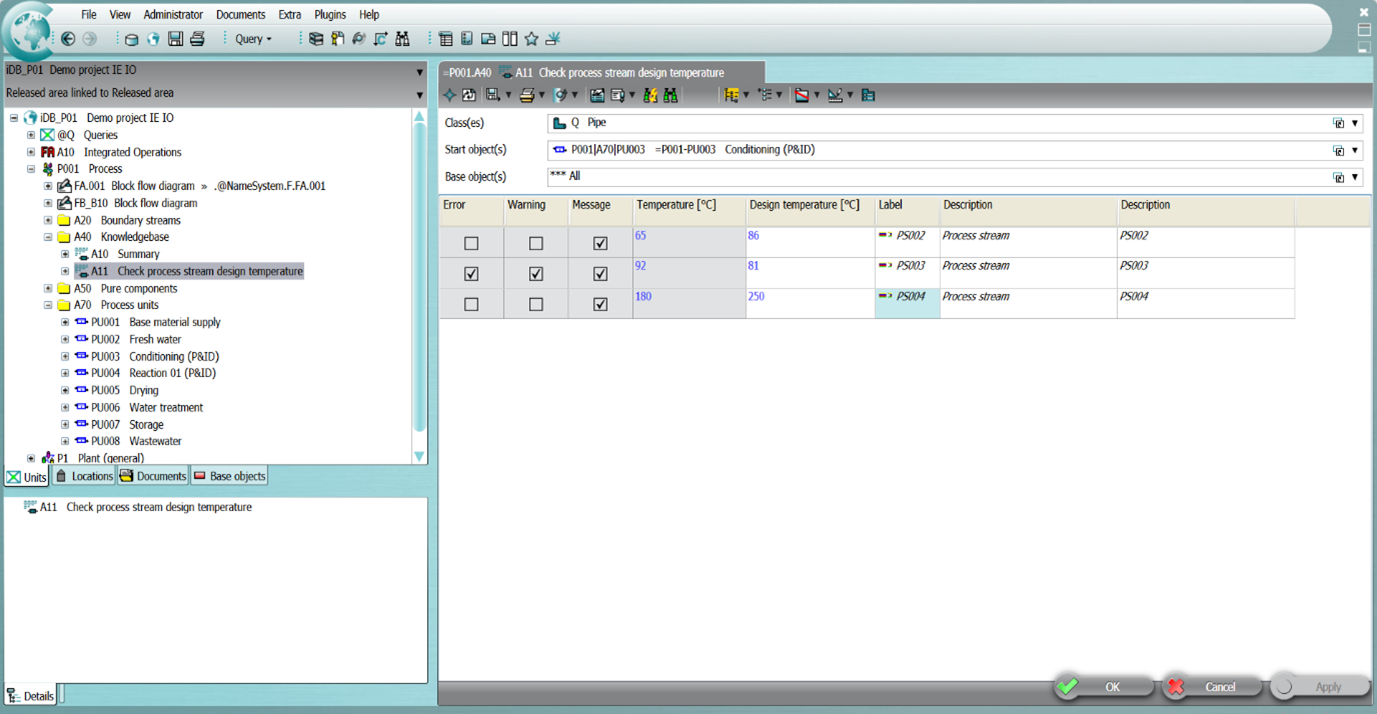 File View Administrator Documents Extra Plugins Help
Query
iDB_P01 Demo project IE IO
Released area linked to Released area
iDB_P01 Demo project IE IO
@Q Queries
A10 Integrated Operations
P001 Process
FA.001 Block flow diagram » .@NameSystem.F.FA.001
FB_B10 Block flow diagram
A20 Boundary streams
A40 Knowledgebase
A10 Summary
A11 Check process stream design temperature
A50 Pure components
A70 Process units
PU001 Base material supply
PU002 Fresh water
PU003 Conditioning (P&ID)
PU004 Reaction 01 (P&ID)
PU005 Drying
PU006 Water treatment
PU007 Storage
PU008 Wastewater
P1 Plant (general)
Units Locations Documents Base objects
A11 Check process stream design temperature
Details
=P001.A40 A11 Check process stream design temperature
Class(es) Q Pipe
Start object(s) P001|A70|PU003 =P001-PU003 Conditioning (P&ID)
Base object(s) *** All
Error Warning Message Temperature [°C] Design temperature [°C] Label Description Description
65 86 PS002 Process stream PS002
92 81 PS003 Process stream PS003
180 250 PS004 Process stream PS004
OK Cancel Apply